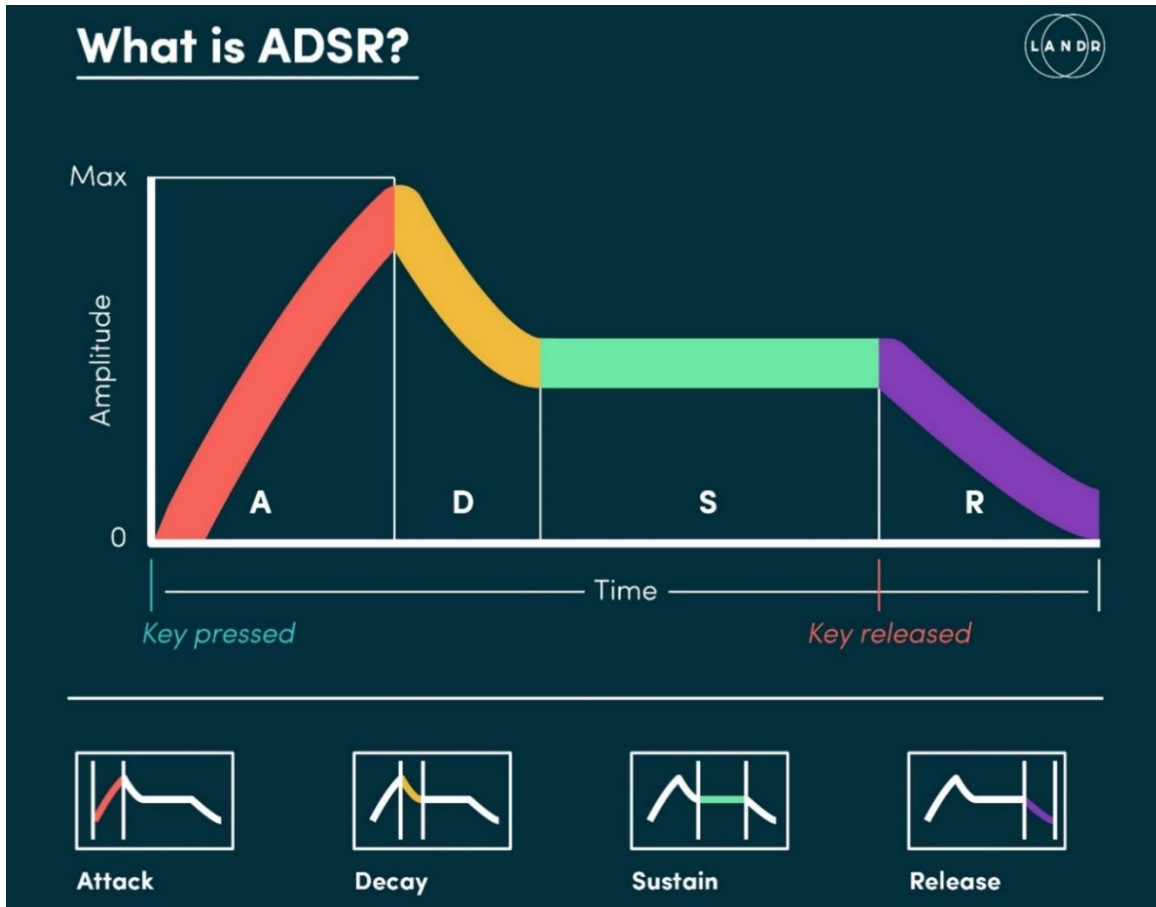 What is ADSR?
LANDR
Max
Amplitude
0
A
D
S
R
Time
Key pressed
Key released
Attack
Decay
Sustain
Release